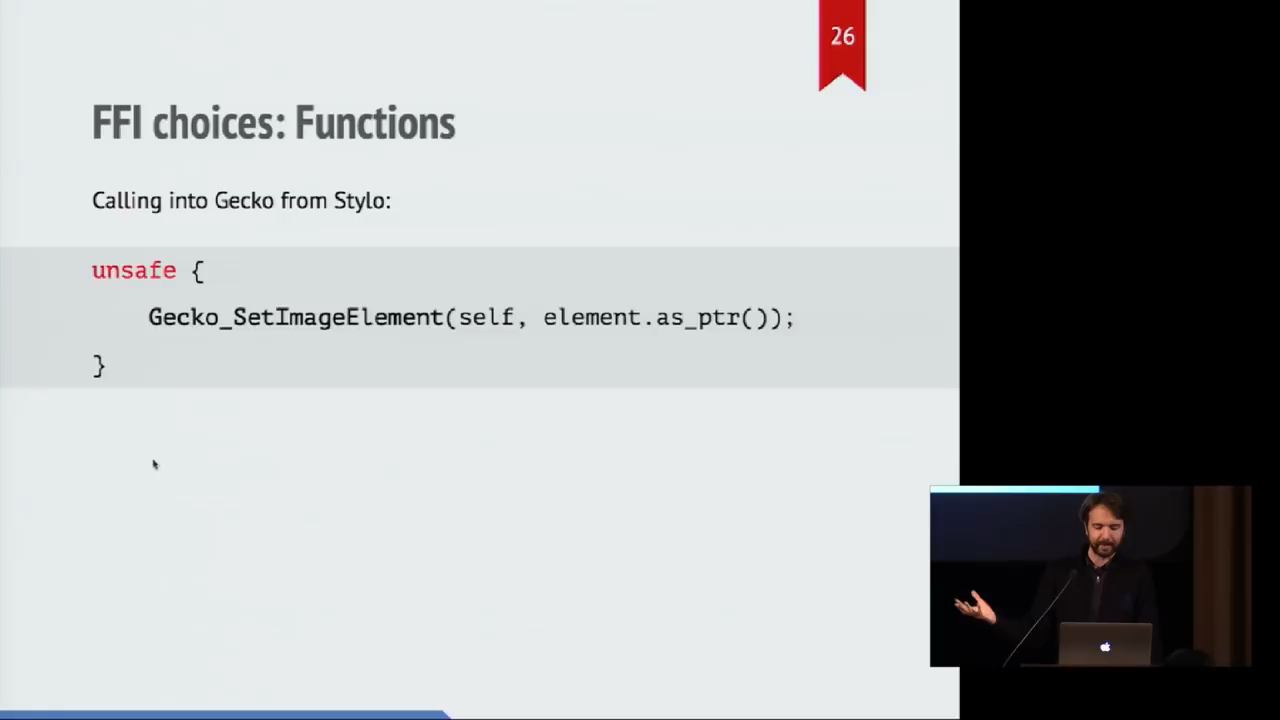 26
FFI choices: Functions
Calling into Gecko from Stylo:
unsafe {
Gecko_SetImageElement(self, element.as_ptr());
}